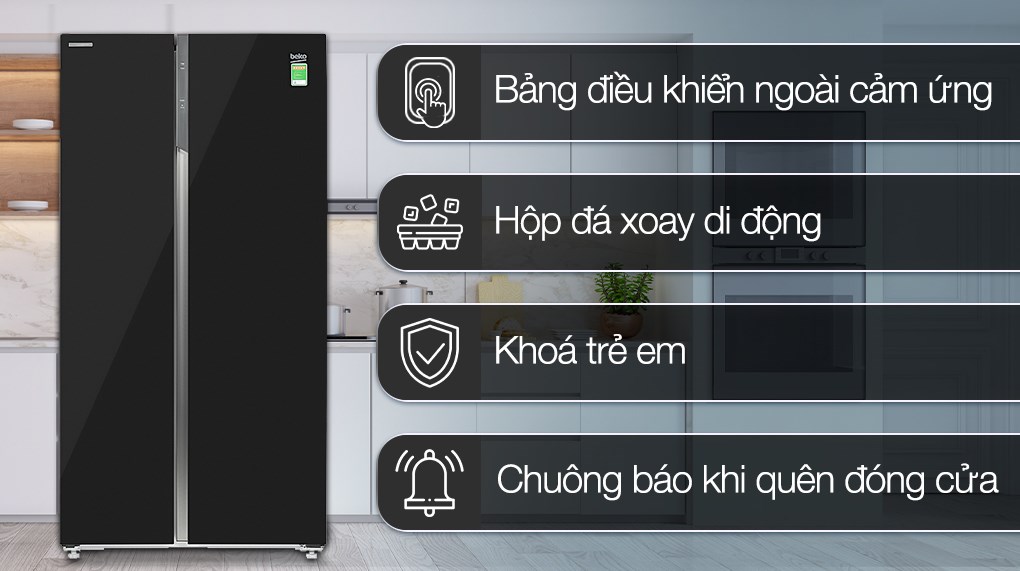 beko
Bảng điều khiển ngoài cảm ứng
Hộp đá xoay di động
Khoá trẻ em
Chuông báo khi quên đóng cửa